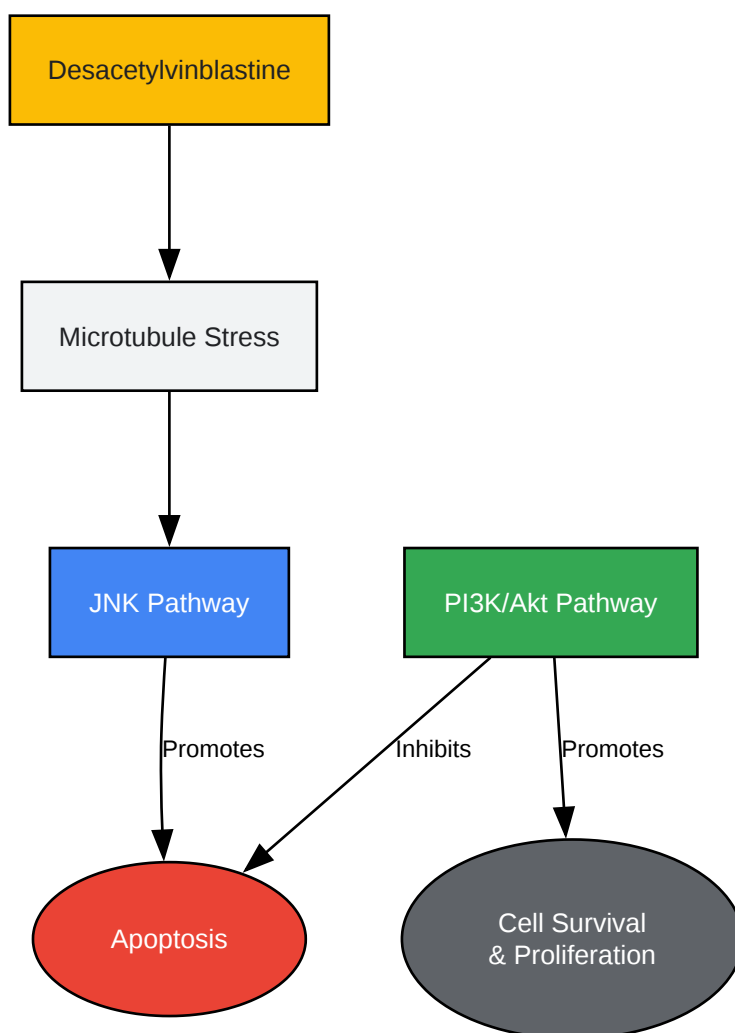 Desacetylvinblastine
Microtubule Stress
JNK Pathway
PI3K/Akt Pathway
Promotes
Inhibits
Promotes
Apoptosis
Cell Survival
& Proliferation